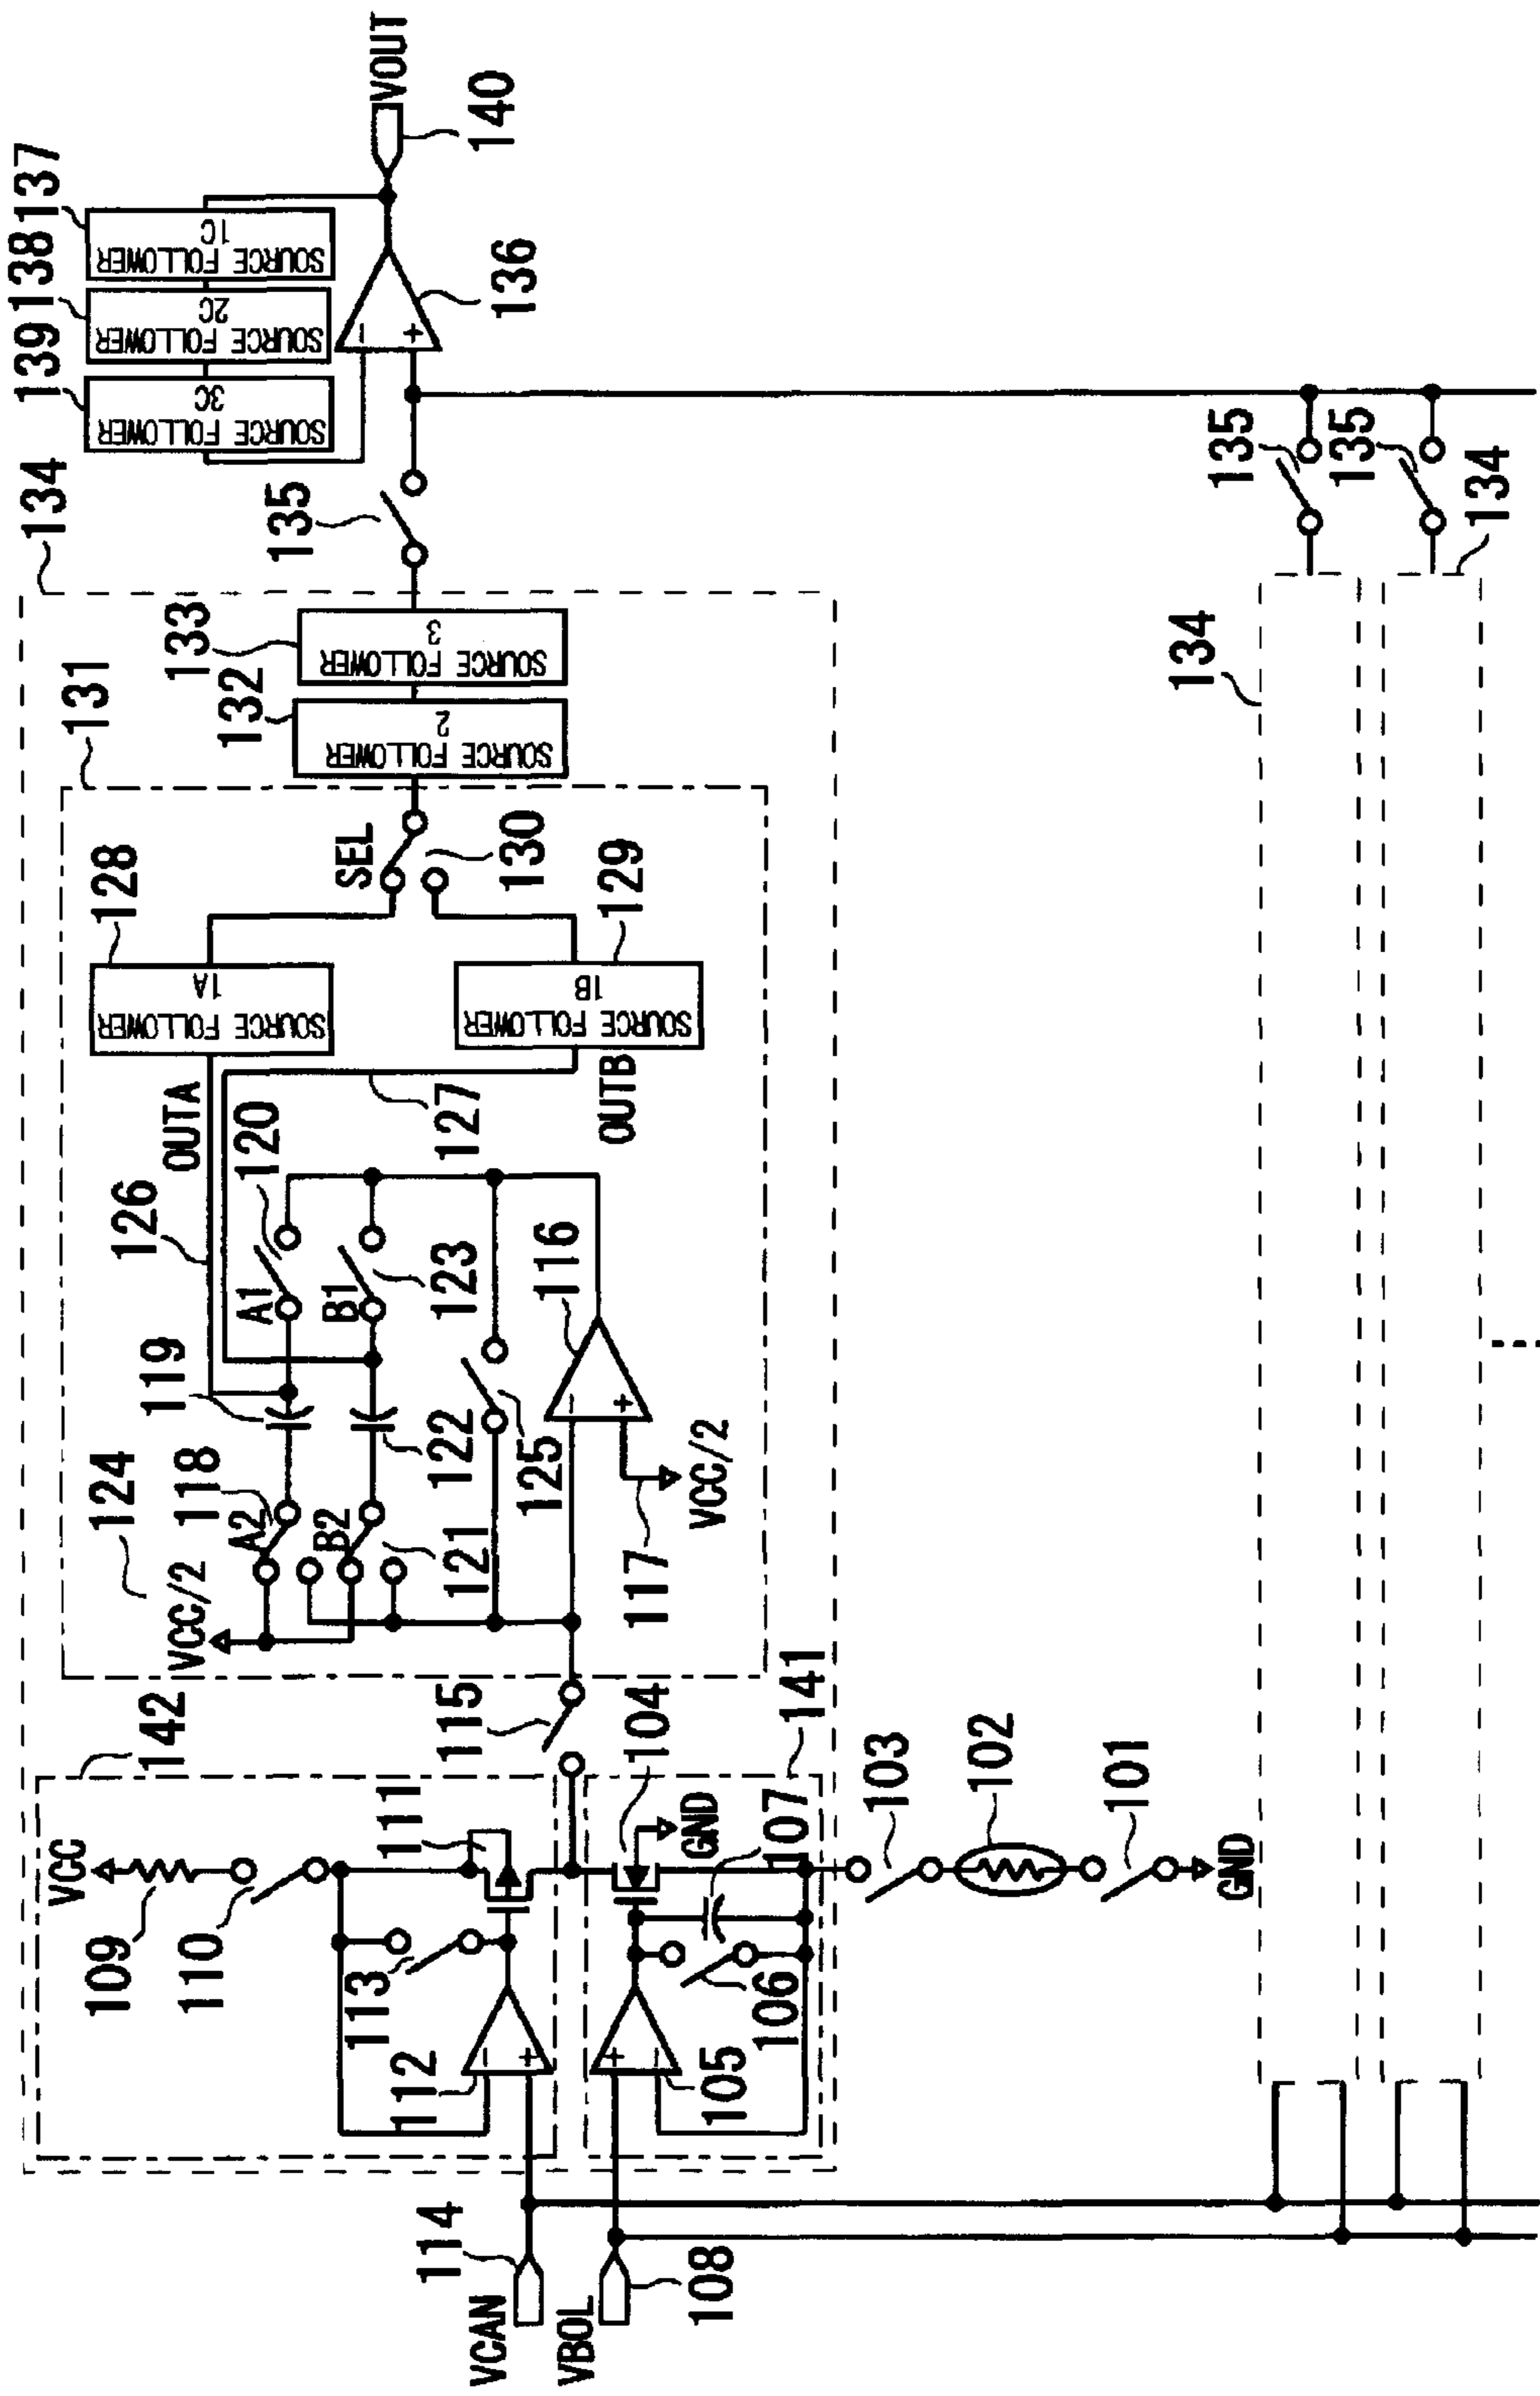 139 138 137
SOURCE FOLLOWER 3C
SOURCE FOLLOWER 2C
SOURCE FOLLOWER 1C
VOUT
140
136
134
135
131
132 133
SOURCE FOLLOWER 2
SOURCE FOLLOWER 3
128
SOURCE FOLLOWER 1A
SEL
130
129
SOURCE FOLLOWER 1B
OUTA
OUTB
126
127
120
A1
B1
123
119
116
122
125
124
118
A2
B2
121
VCC/2
117
VCC/2
142
115
104
141
VCC
109
110
111
113
112
GND
107
106
105
103
102
101
GND
114
VCAN
VBOL
108
135
135
134
134